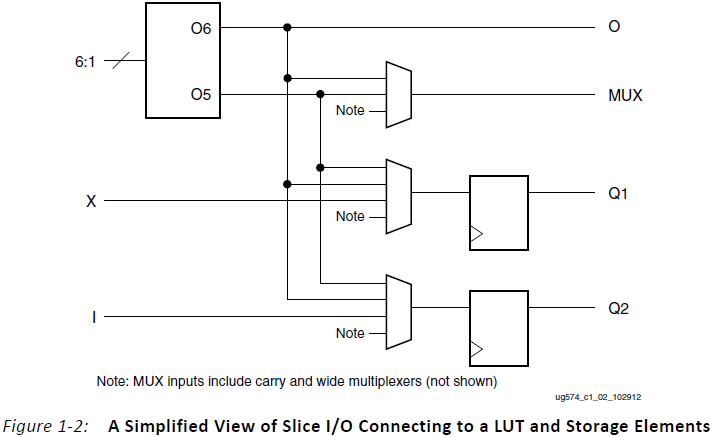 O6
O
6:1
O5
MUX
Note
X
Q1
Note
I
Q2
Note
Note: MUX inputs include carry and wide multiplexers (not shown)
ug574_c1_02_102912
Figure 1-2: A Simplified View of Slice I/O Connecting to a LUT and Storage Elements